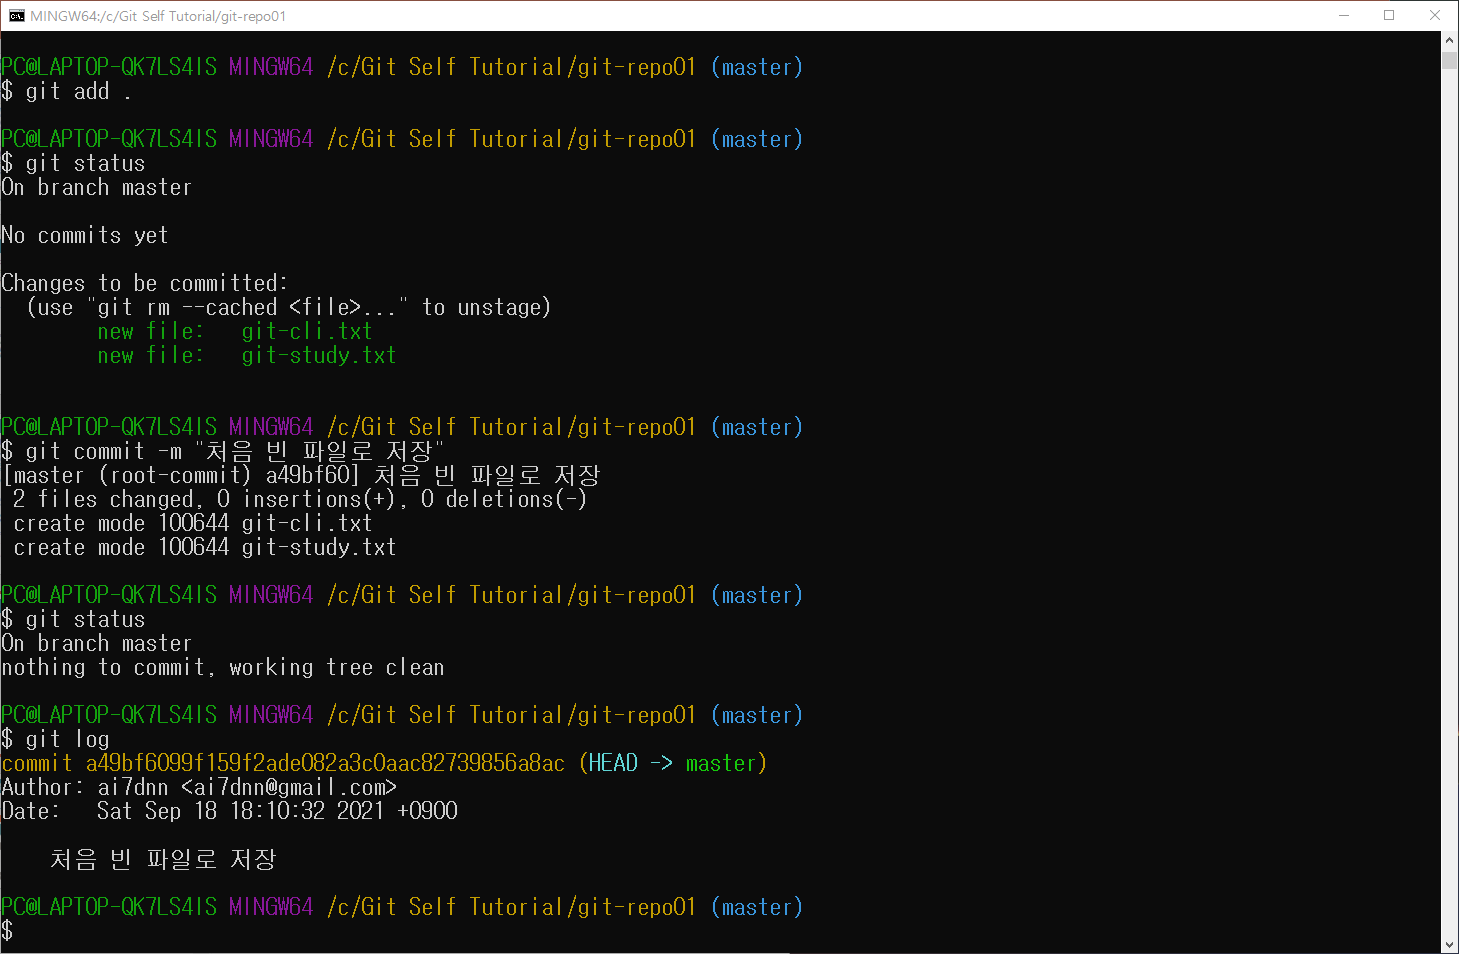 MINGW64:/c/Git Self Tutorial/git-repo01
PC@LAPTOP-QK7LS4IS MINGW64 /c/Git Self Tutorial/git-repo01 (master)
$ git add .
PC@LAPTOP-QK7LS4IS MINGW64 /c/Git Self Tutorial/git-repo01 (master)
$ git status
On branch master
No commits yet
Changes to be committed:
  (use "git rm --cached <file>..." to unstage)
        new file:   git-cli.txt
        new file:   git-study.txt
PC@LAPTOP-QK7LS4IS MINGW64 /c/Git Self Tutorial/git-repo01 (master)
$ git commit -m "처음 빈 파일로 저장"
[master (root-commit) a49bf60] 처음 빈 파일로 저장
 2 files changed, 0 insertions(+), 0 deletions(-)
 create mode 100644 git-cli.txt
 create mode 100644 git-study.txt
PC@LAPTOP-QK7LS4IS MINGW64 /c/Git Self Tutorial/git-repo01 (master)
$ git status
On branch master
nothing to commit, working tree clean
PC@LAPTOP-QK7LS4IS MINGW64 /c/Git Self Tutorial/git-repo01 (master)
$ git log
commit a49bf6099f159f2ade082a3c0aac82739856a8ac (HEAD -> master)
Author: ai7dnn <ai7dnn@gmail.com>
Date:   Sat Sep 18 18:10:32 2021 +0900
    처음 빈 파일로 저장
PC@LAPTOP-QK7LS4IS MINGW64 /c/Git Self Tutorial/git-repo01 (master)
$